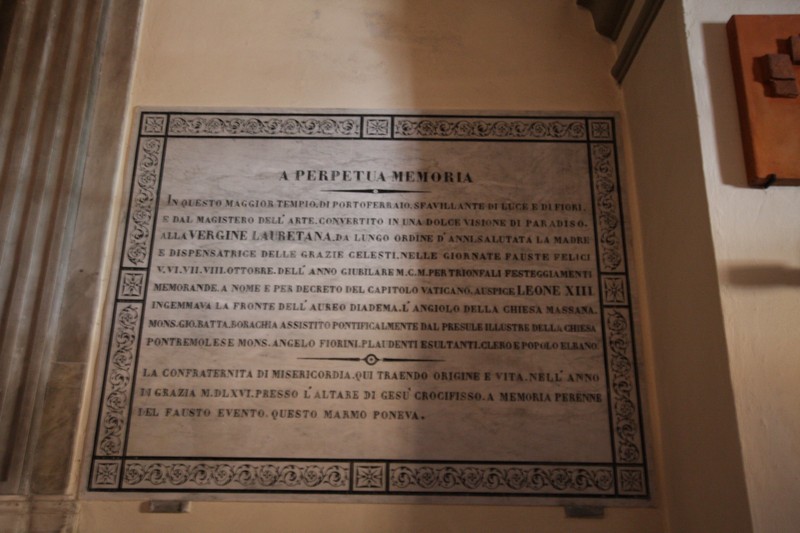 A PERPETUA MEMORIA
IN QUESTO MAGGIOR TEMPIO. DI PORTOFERRAIO. SFAVILLANTE DI LUCE E DI FIORI.
E DAL MAGISTERO DELL'ARTE. CONVERTITO IN UNA DOLCE VISIONE DI PARADISO.
ALLA VERGINE LAURETANA. DA LUNGO ORDINE D'ANNI. SALUTATA LA MADRE
E DISPENSATRICE DELLE GRAZIE CELESTI. NELLE GIORNATE FAUSTE FELICI
V. VI. VII. VIII. OTTOBRE. DELL'ANNO GIUBILARE M.C.M. PER TRIONFALI FESTEGGIAMENTI
MEMORANDE. A NOME E PER DECRETO DEL CAPITOLO VATICANO. AUSPICE LEONE XIII
INGEMMAVA LA FRONTE DELL'AUREO DIADEMA. L'ANGIOLO DELLA CHIESA MASSANA.
MONS. GIO. BATTA. BORACHIA ASSISTITO PONTIFICALMENTE DAL PRESULE ILLUSTRE DELLA CHIESA
PONTREMOLESE MONS. ANGELO FIORINI. PLAUDENTI ESULTANTI. CLERO E POPOLO ELBANO.
LA CONFRATERNITA DI MISERICORDIA. QUI TRAENDO ORIGINE E VITA. NELL'ANNO
DI GRAZIA M.DLXVI. PRESSO L'ALTARE DI GESU' CROCIFISSO. A MEMORIA PERENNE
DEL FAUSTO EVENTO. QUESTO MARMO PONEVA.